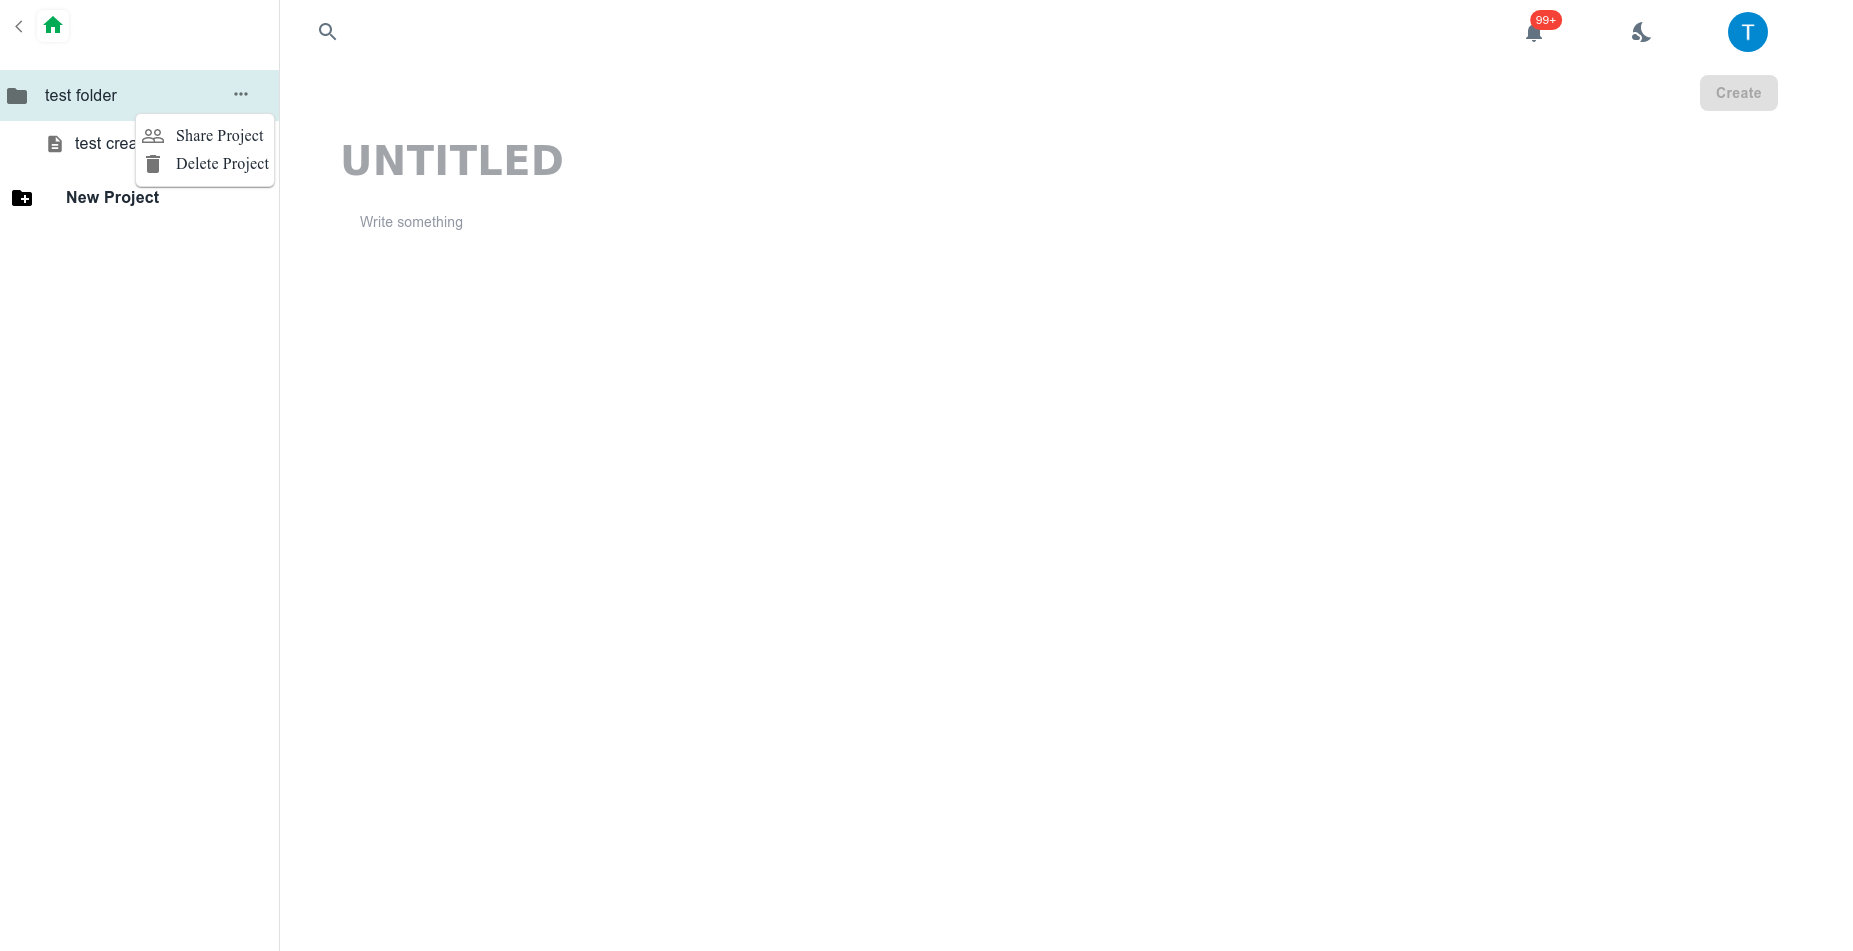 99+
T
test folder
Create
Share Project
test crea
Delete Project
UNTITLED
New Project
Write something